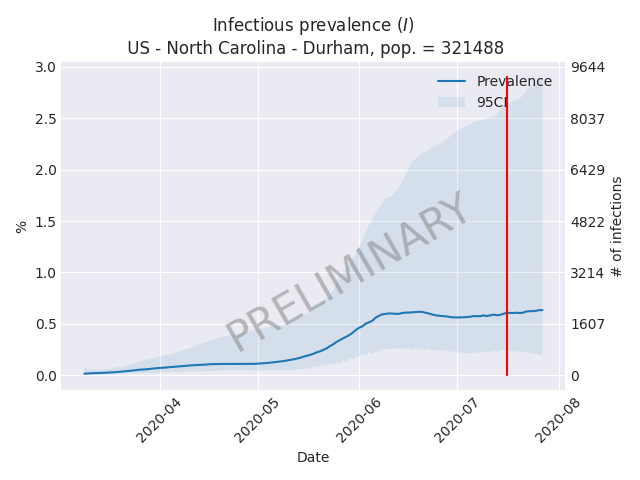 Infectious prevalence (I)
US - North Carolina - Durham, pop. = 321488
3.0
2.5
2.0
1.5
1.0
0.5
0.0
%
9644
8037
6429
4822
3214
1607
0
# of infections
Prevalence
95CI
PRELIMINARY
2020-04
2020-05
2020-06
2020-07
2020-08
Date